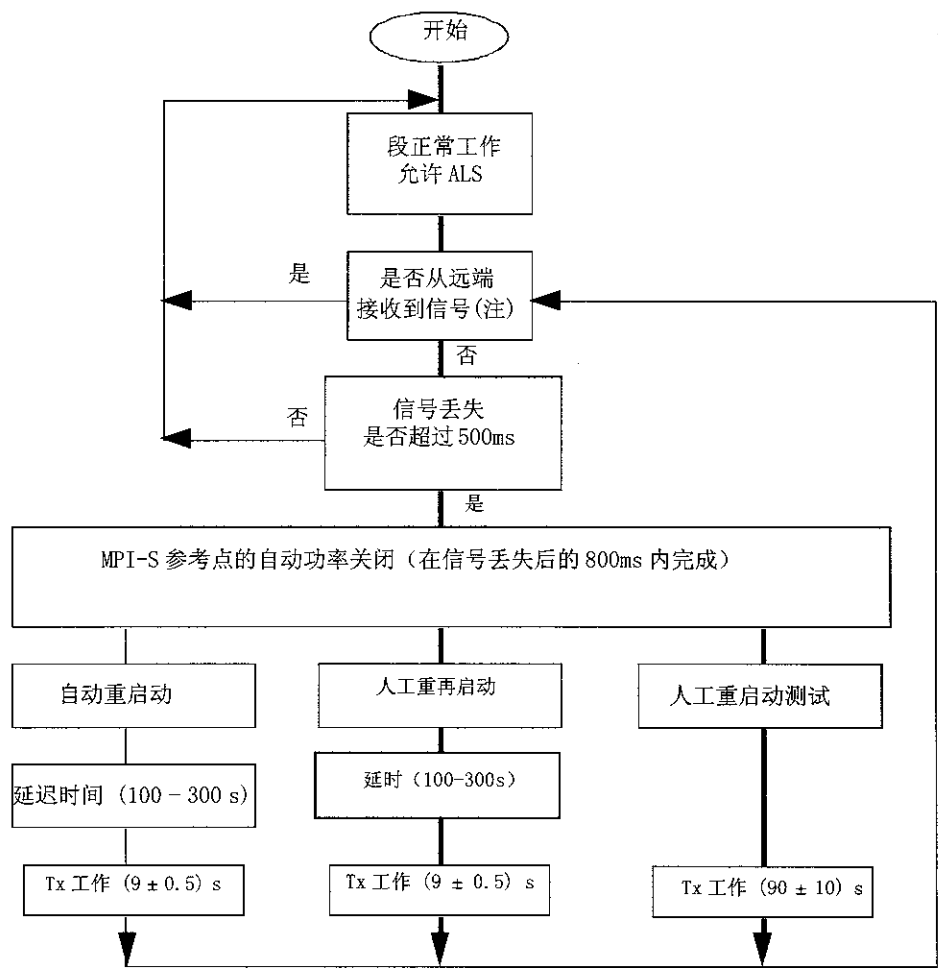 开始
段正常工作
允许 ALS
是
是否从远端
接收到信号(注)
否
否
信号丢失
是否超过 500ms
是
MPI-S 参考点的自动功率关闭（在信号丢失后的 800ms 内完成）
自动重启动
人工重再启动
人工重启动测试
延迟时间 (100 - 300 s)
延时（100-300s）
Tx 工作 (9 ± 0.5) s
Tx 工作（9 ± 0.5）s
Tx 工作 (90 ± 10) s